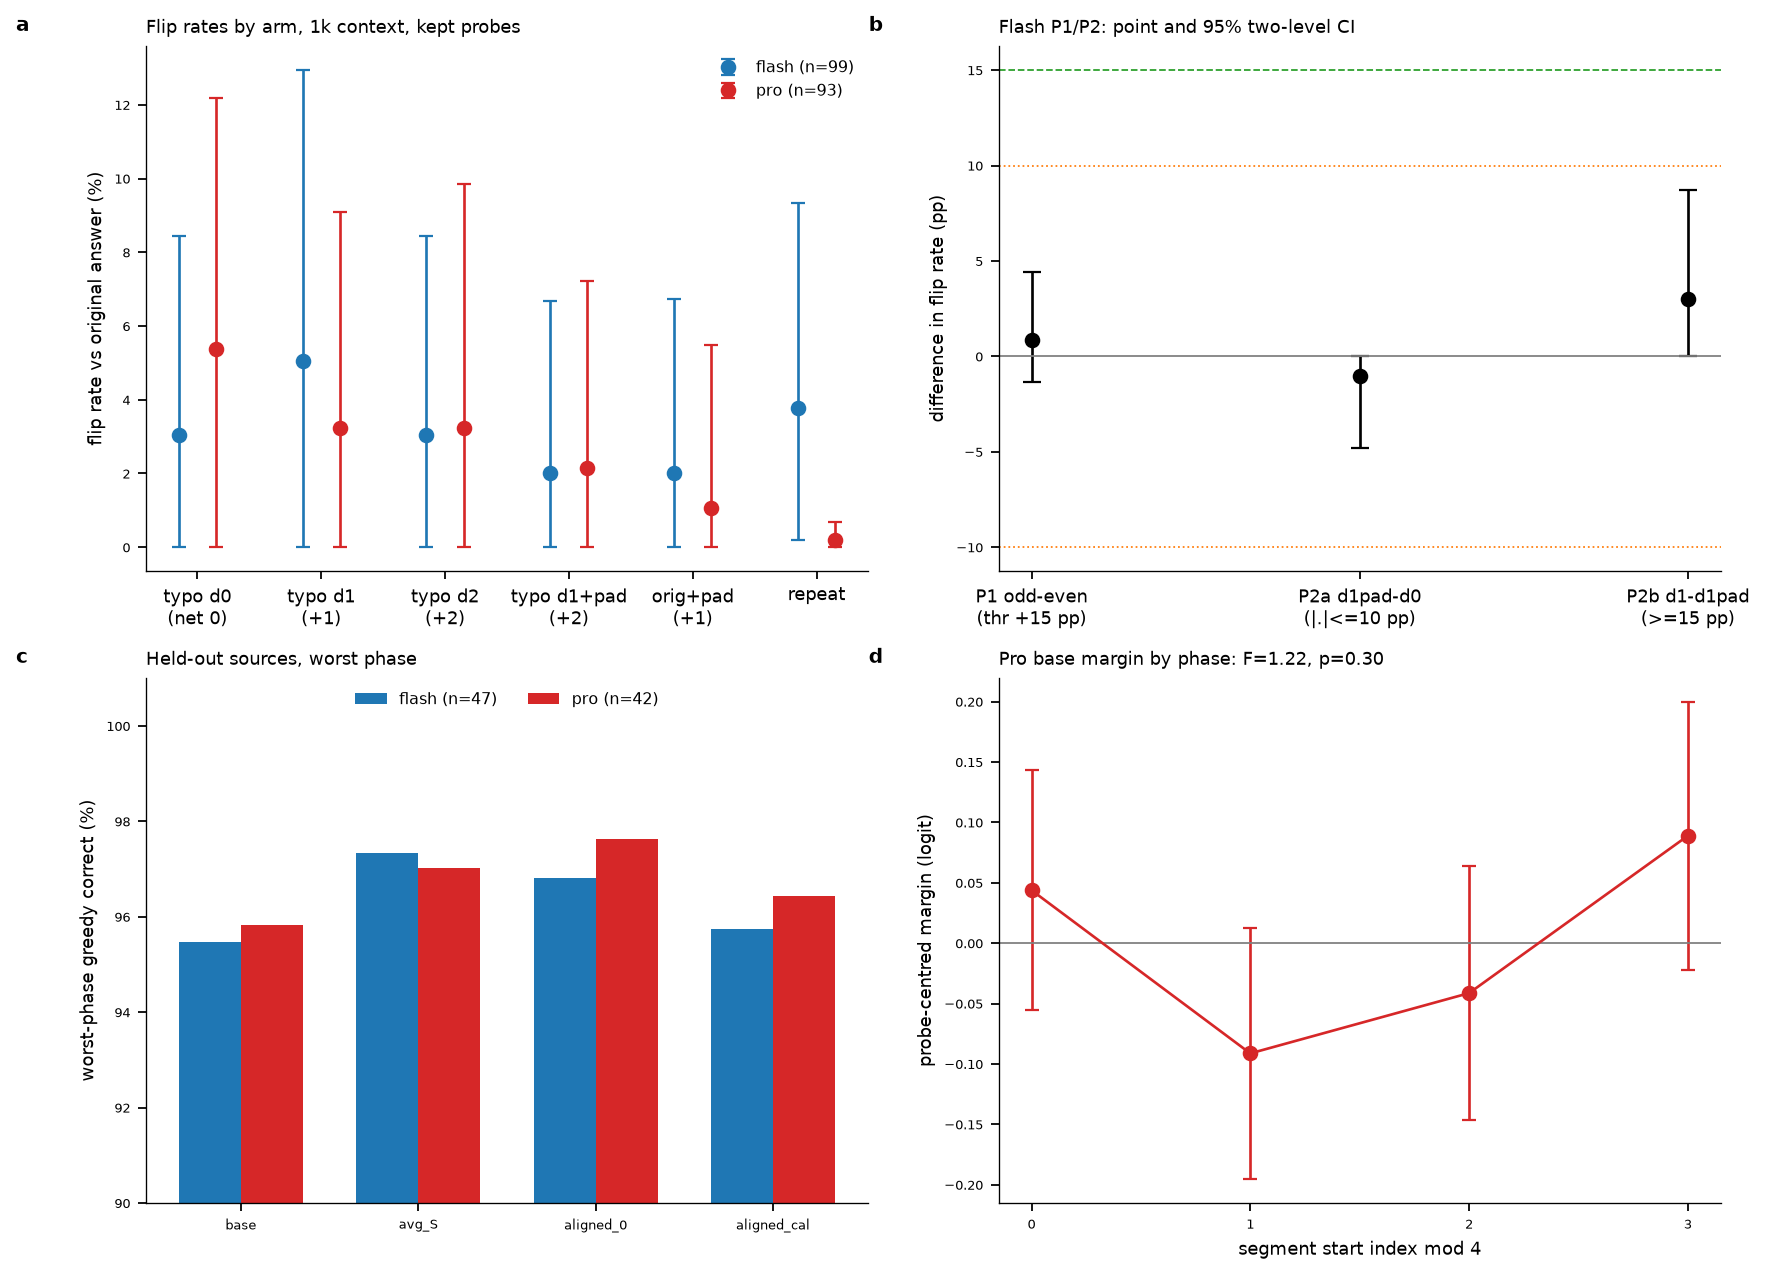 a
Flip rates by arm, 1k context, kept probes
flash (n=99)
pro (n=93)
flip rate vs original answer (%)
12
10
8
6
4
2
0
typo d0
(net 0)
typo d1
(+1)
typo d2
(+2)
typo d1+pad
(+2)
orig+pad
(+1)
repeat
b
Flash P1/P2: point and 95% two-level CI
difference in flip rate (pp)
15
10
5
0
−5
−10
P1 odd-even
(thr +15 pp)
P2a d1pad-d0
(|.|<=10 pp)
P2b d1-d1pad
(>=15 pp)
c
Held-out sources, worst phase
flash (n=47)
pro (n=42)
worst-phase greedy correct (%)
100
98
96
94
92
90
base
avg_S
aligned_0
aligned_cal
d
Pro base margin by phase: F=1.22, p=0.30
probe-centred margin (logit)
0.20
0.15
0.10
0.05
0.00
−0.05
−0.10
−0.15
−0.20
0
1
2
3
segment start index mod 4